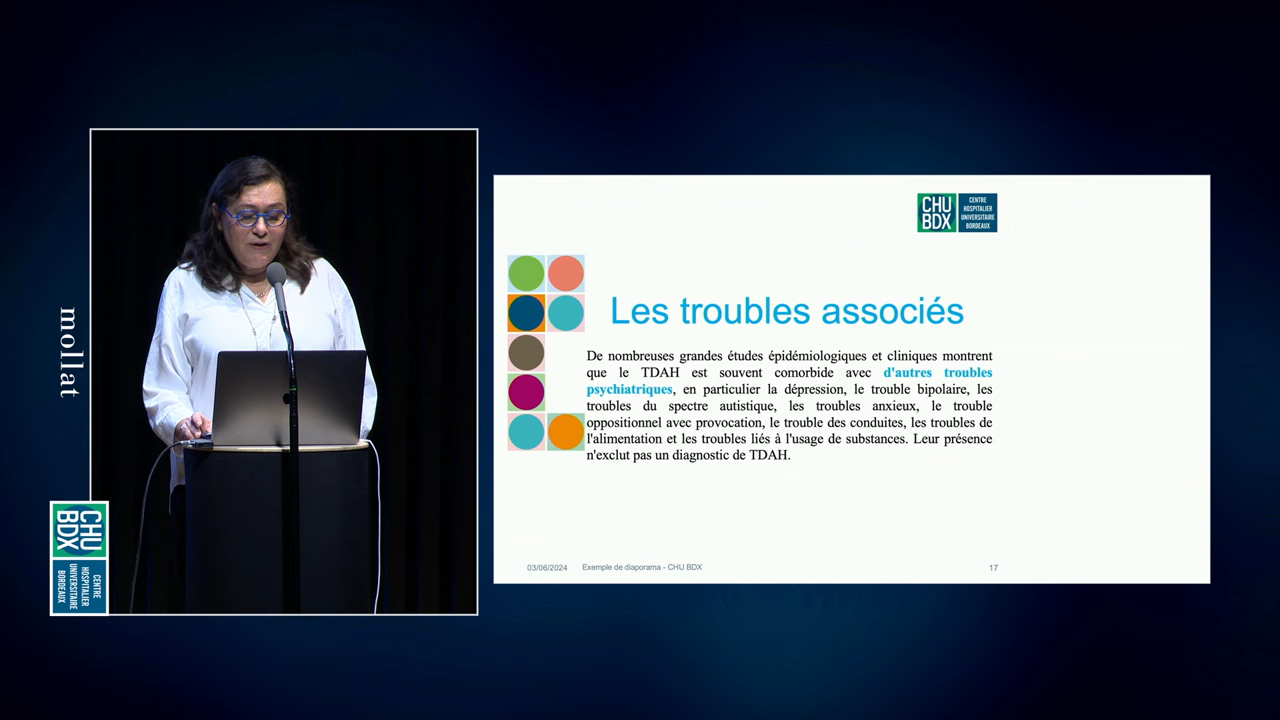 mollat
CHU
BDX
CENTRE
HOSPITALIER
UNIVERSITAIRE
BORDEAUX
CHU
BDX
CENTRE
HOSPITALIER
UNIVERSITAIRE
BORDEAUX
Les troubles associés
De nombreuses grandes études épidémiologiques et cliniques montrent
que le TDAH est souvent comorbide avec d'autres troubles
psychiatriques, en particulier la dépression, le trouble bipolaire, les
troubles du spectre autistique, les troubles anxieux, le trouble
oppositionnel avec provocation, le trouble des conduites, les troubles de
l'alimentation et les troubles liés à l'usage de substances. Leur présence
n'exclut pas un diagnostic de TDAH.
03/06/2024 Exemple de diaporama - CHU BDX 17